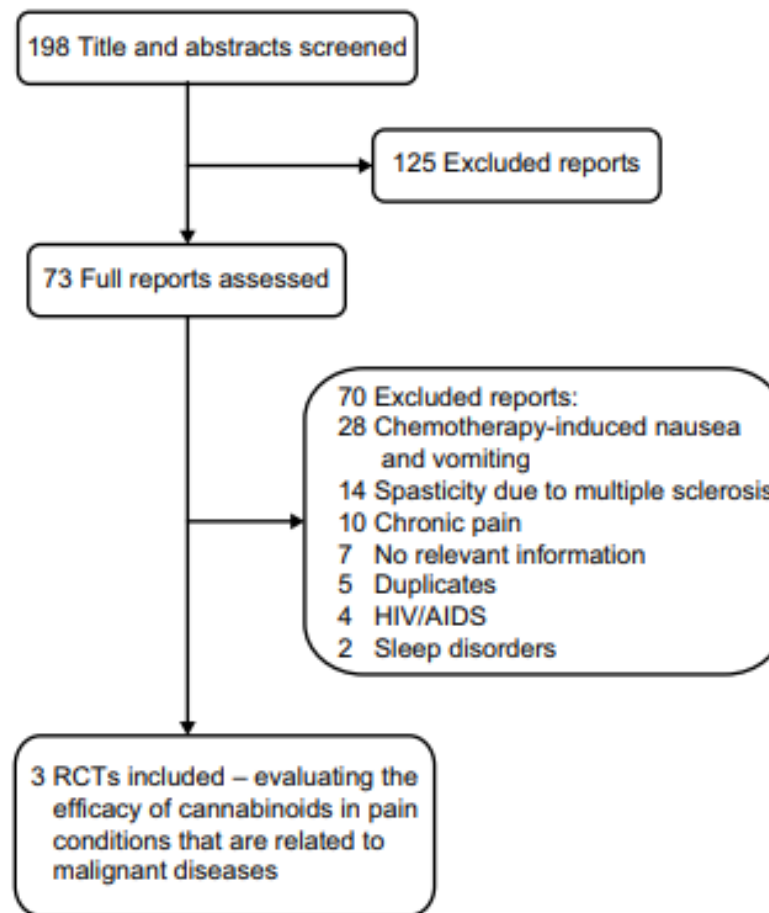 198 Title and abstracts screened
125 Excluded reports
73 Full reports assessed
70 Excluded reports:
28 Chemotherapy-induced nausea
and vomiting
14 Spasticity due to multiple sclerosis
10 Chronic pain
7 No relevant information
5 Duplicates
4 HIV/AIDS
2 Sleep disorders
3 RCTs included – evaluating the
efficacy of cannabinoids in pain
conditions that are related to
malignant diseases